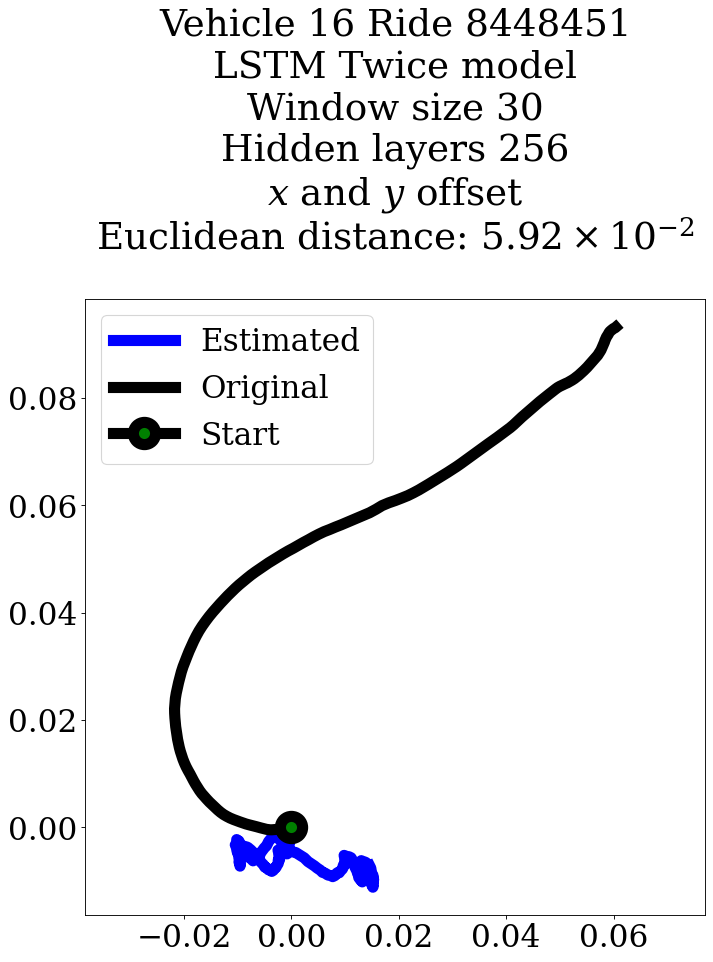 Vehicle 16 Ride 8448451
LSTM Twice model
Window size 30
Hidden layers 256
x and y offset
Euclidean distance: 5.92 × 10⁻²
Estimated
Original
Start
0.08
0.06
0.04
0.02
0.00
−0.02 0.00 0.02 0.04 0.06